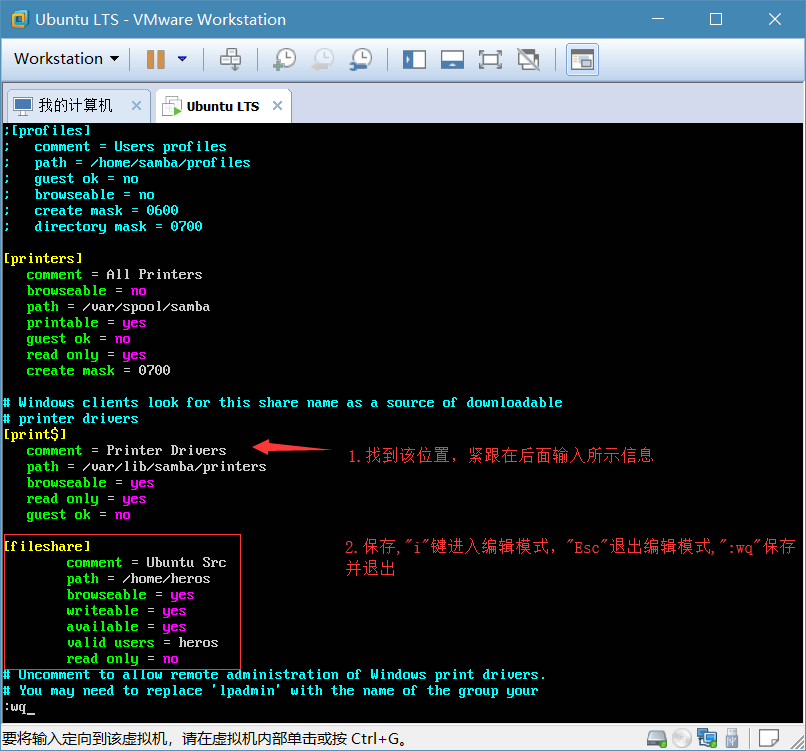 Ubuntu LTS - VMware Workstation
Workstation
我的计算机
Ubuntu LTS
;[profiles]
;   comment = Users profiles
;   path = /home/samba/profiles
;   guest ok = no
;   browseable = no
;   create mask = 0600
;   directory mask = 0700
[printers]
comment = All Printers
browseable = no
path = /var/spool/samba
printable = yes
guest ok = no
read only = yes
create mask = 0700
# Windows clients look for this share name as a source of downloadable
# printer drivers
[print$]
comment = Printer Drivers
path = /var/lib/samba/printers
browseable = yes
read only = yes
guest ok = no
1.找到该位置，紧跟在后面输入所示信息
[fileshare]
comment = Ubuntu Src
path = /home/heros
browseable = yes
writeable = yes
available = yes
valid users = heros
read only = no
2.保存,"i"键进入编辑模式，"Esc"退出编辑模式,":wq"保存
并退出
# Uncomment to allow remote administration of Windows print drivers.
# You may need to replace 'lpadmin' with the name of the group your
:wq_
要将输入定向到该虚拟机，请在虚拟机内部单击或按 Ctrl+G。